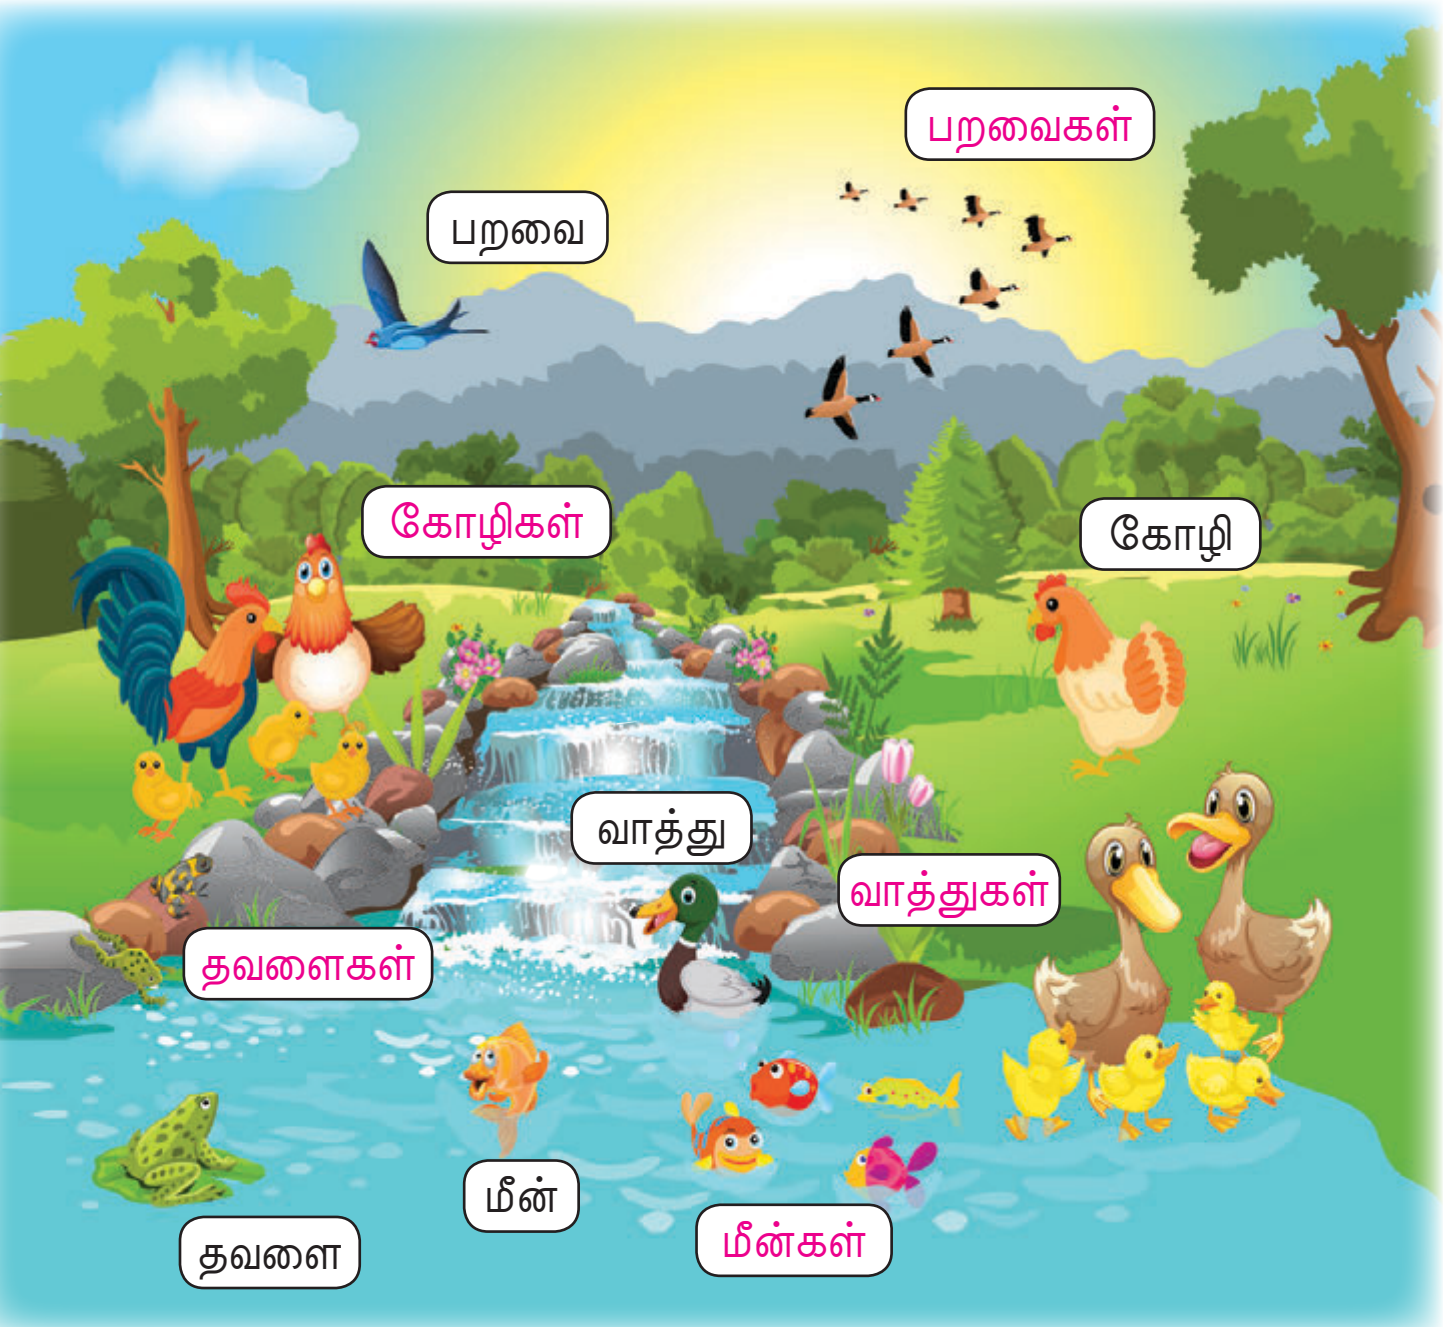 பறவைகள்
பறவை
கோழிகள்
கோழி
வாத்து
வாத்துகள்
தவளைகள்
மீன்
மீன்கள்
தவளை